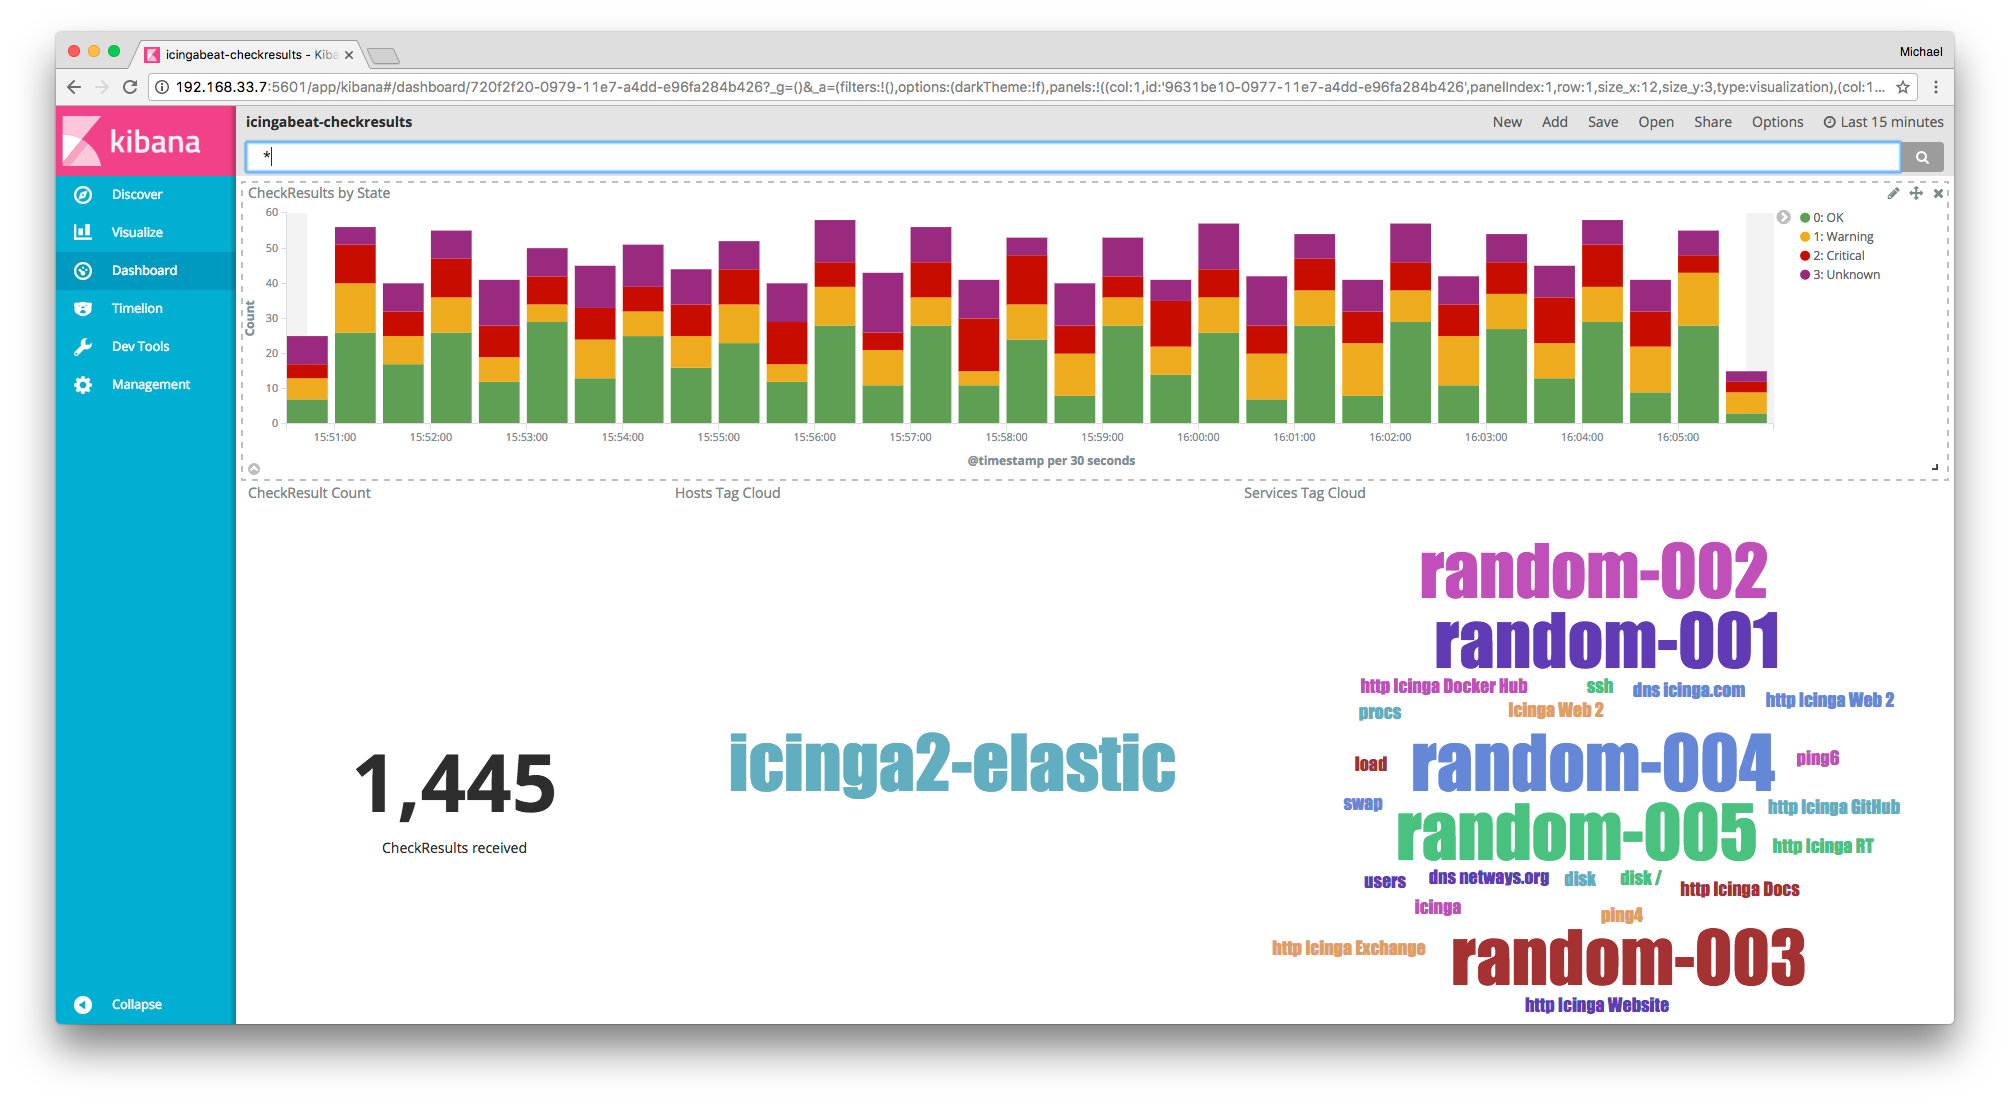 icingabeat-checkresults - Kiba
Michael
192.168.33.7:5601/app/kibana#/dashboard/720f2f20-0979-11e7-a4dd-e96fa284b426?_g=()&_a=(filters:!(),options:(darkTheme:!f),panels:!((col:1,id:'9631be10-0977-11e7-a4dd-e96fa284b426',panelIndex:1,row:1,size_x:12,size_y:3,type:visualization),(col:1...
kibana
Discover
Visualize
Dashboard
Timelion
Dev Tools
Management
Collapse
icingabeat-checkresults
New Add Save Open Share Options Last 15 minutes
*
CheckResults by State
60
50
40
30
20
10
0
Count
15:51:00 15:52:00 15:53:00 15:54:00 15:55:00 15:56:00 15:57:00 15:58:00 15:59:00 16:00:00 16:01:00 16:02:00 16:03:00 16:04:00 16:05:00
@timestamp per 30 seconds
0: OK
1: Warning
2: Critical
3: Unknown
CheckResult Count
1,445
CheckResults received
Hosts Tag Cloud
icinga2-elastic
Services Tag Cloud
random-002
random-001
http Icinga Docker Hub ssh dns icinga.com http Icinga Web 2
procs Icinga Web 2
random-004
load ping6
swap http Icinga GitHub
random-005
http Icinga RT
users dns netways.org disk disk / http Icinga Docs
icinga ping4
http Icinga Exchange random-003
http Icinga Website